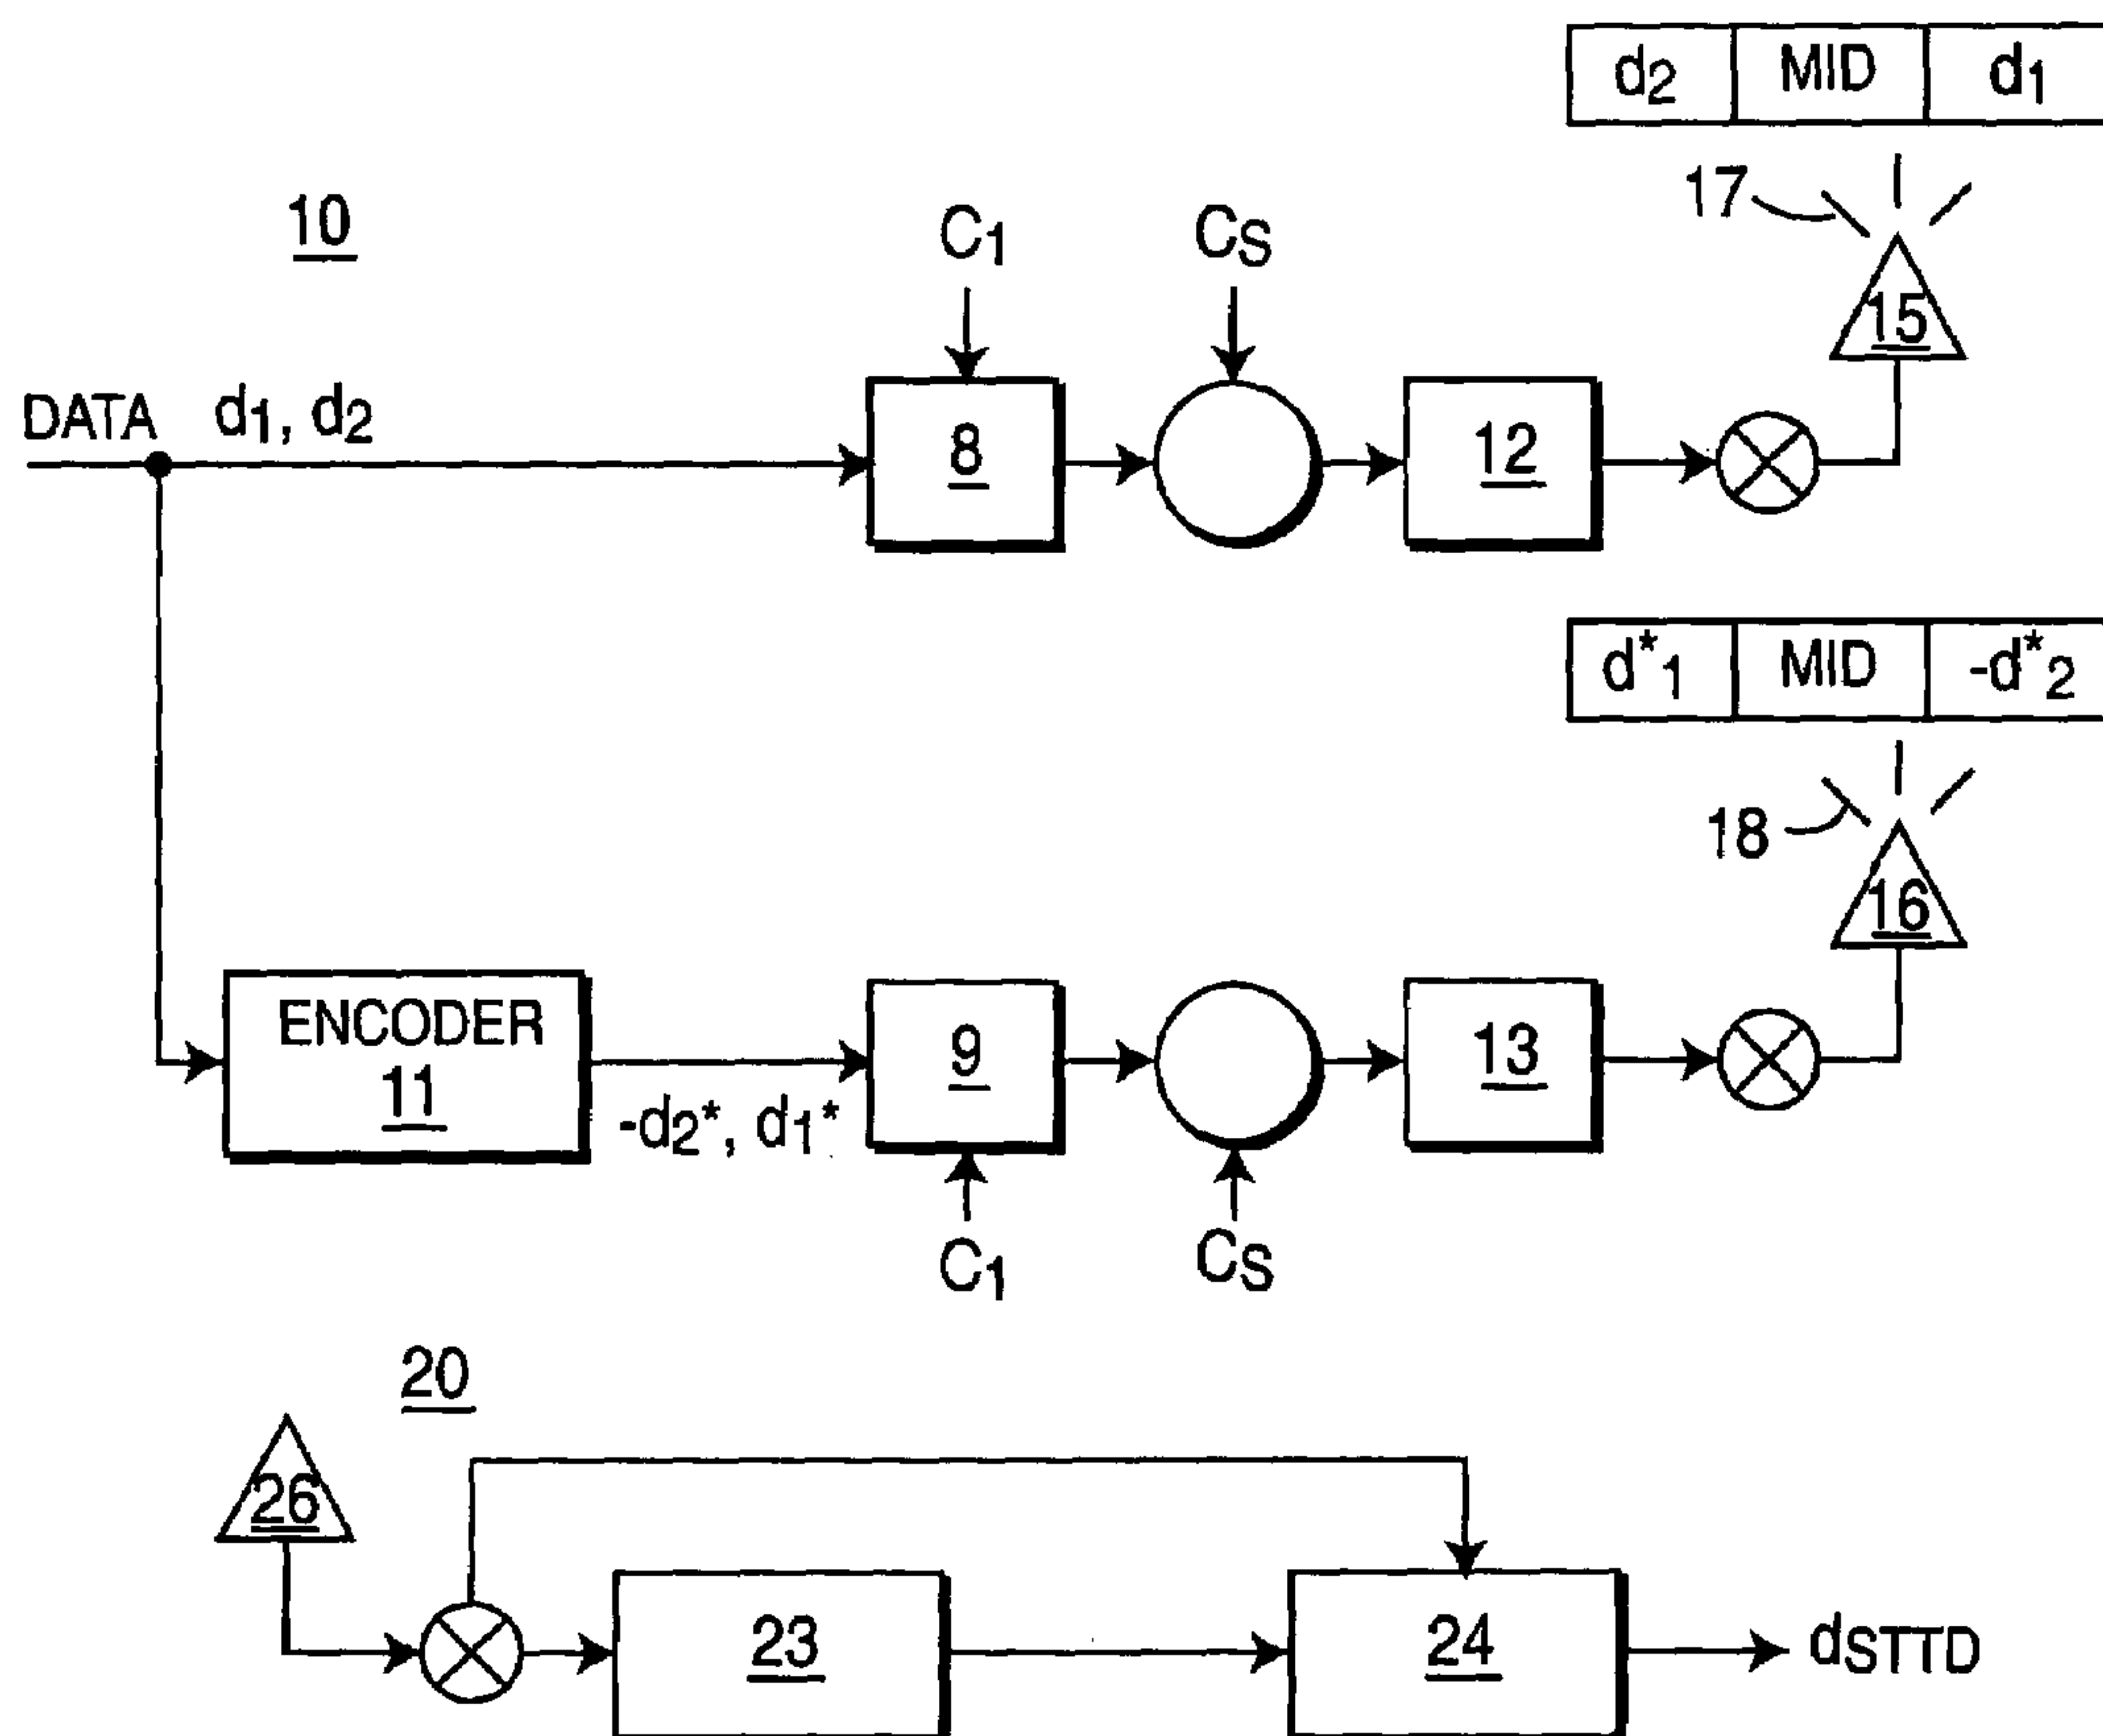 d2 MID d1
17
10
C1 CS
15
DATA d1, d2
8
12
d*1 MID -d*2
18
16
ENCODER
11
9
13
-d2*, d1*
C1 CS
20
26
23
24
dSTTD